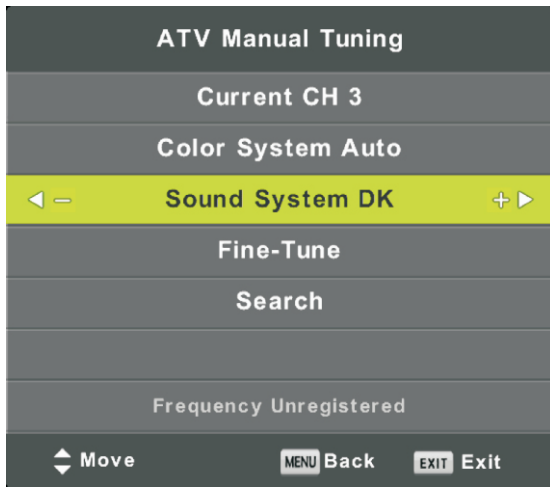 ATV Manual Tuning
Current CH 3
Color System Auto
Sound System DK
Fine-Tune
Search
Frequency Unregistered
Move MENU Back EXIT Exit